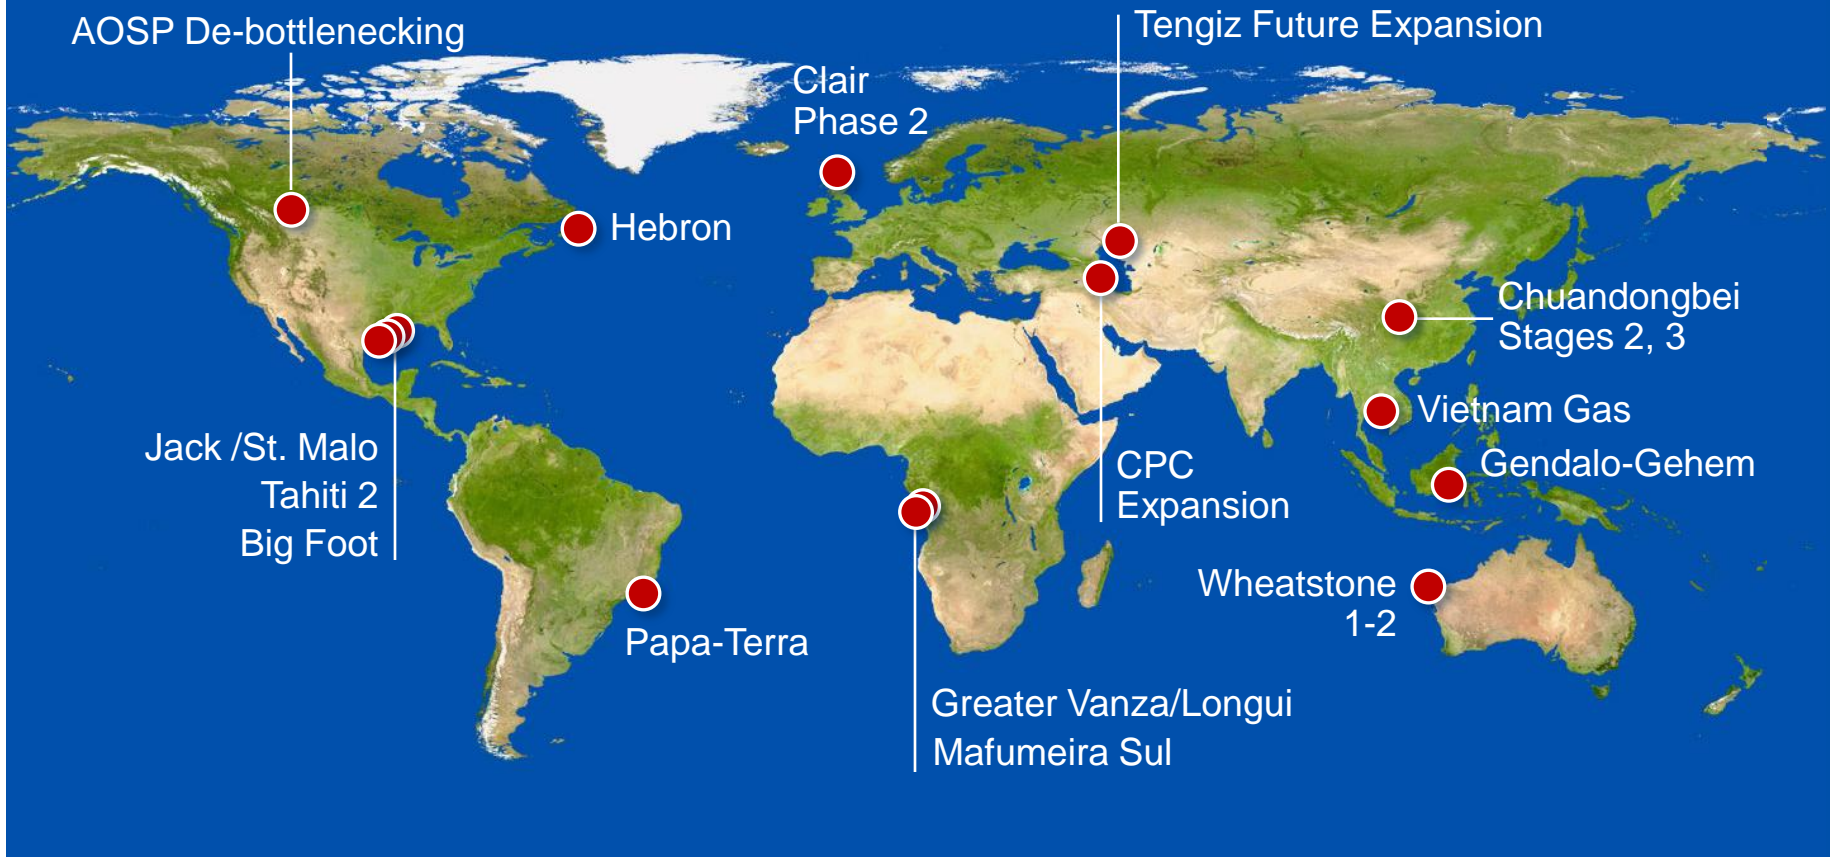 AOSP De-bottlenecking
Tengiz Future Expansion
Clair
Phase 2
Hebron
Chuandongbei
Stages 2, 3
Vietnam Gas
Gendalo-Gehem
Jack /St. Malo
Tahiti 2
Big Foot
CPC
Expansion
Wheatstone
1-2
Papa-Terra
Greater Vanza/Longui
Mafumeira Sul